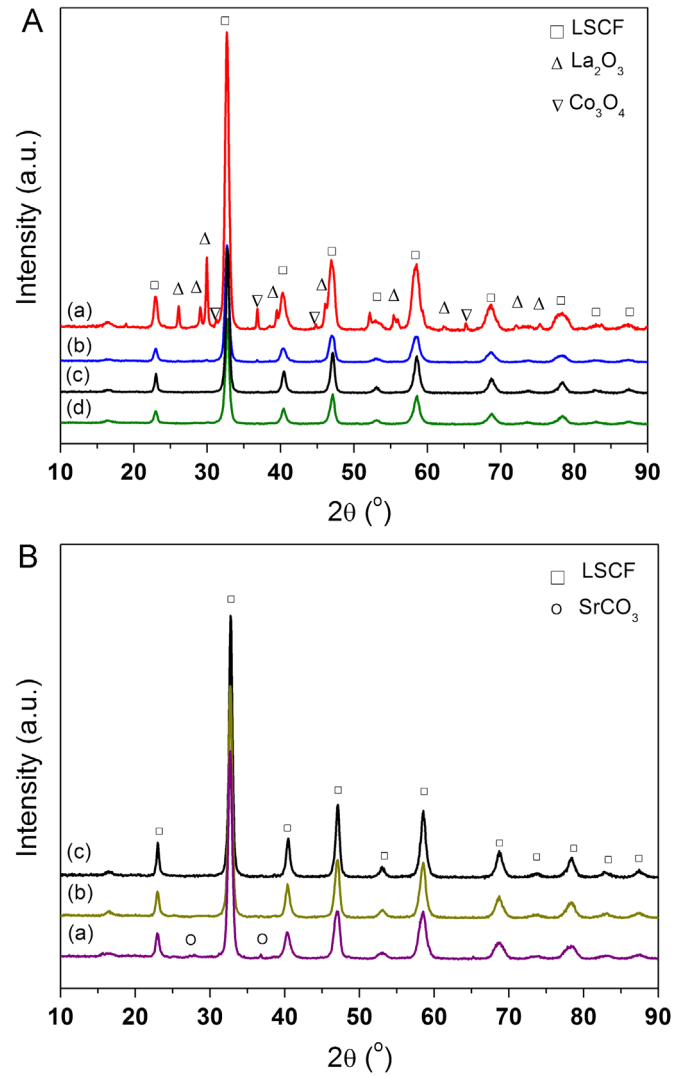 A
LSCF
La₂O₃
Co₃O₄
Intensity (a.u.)
(a)
(b)
(c)
(d)
10 20 30 40 50 60 70 80 90
2θ (°)
B
LSCF
SrCO₃
Intensity (a.u.)
(c)
(b)
(a)
10 20 30 40 50 60 70 80 90
2θ (°)